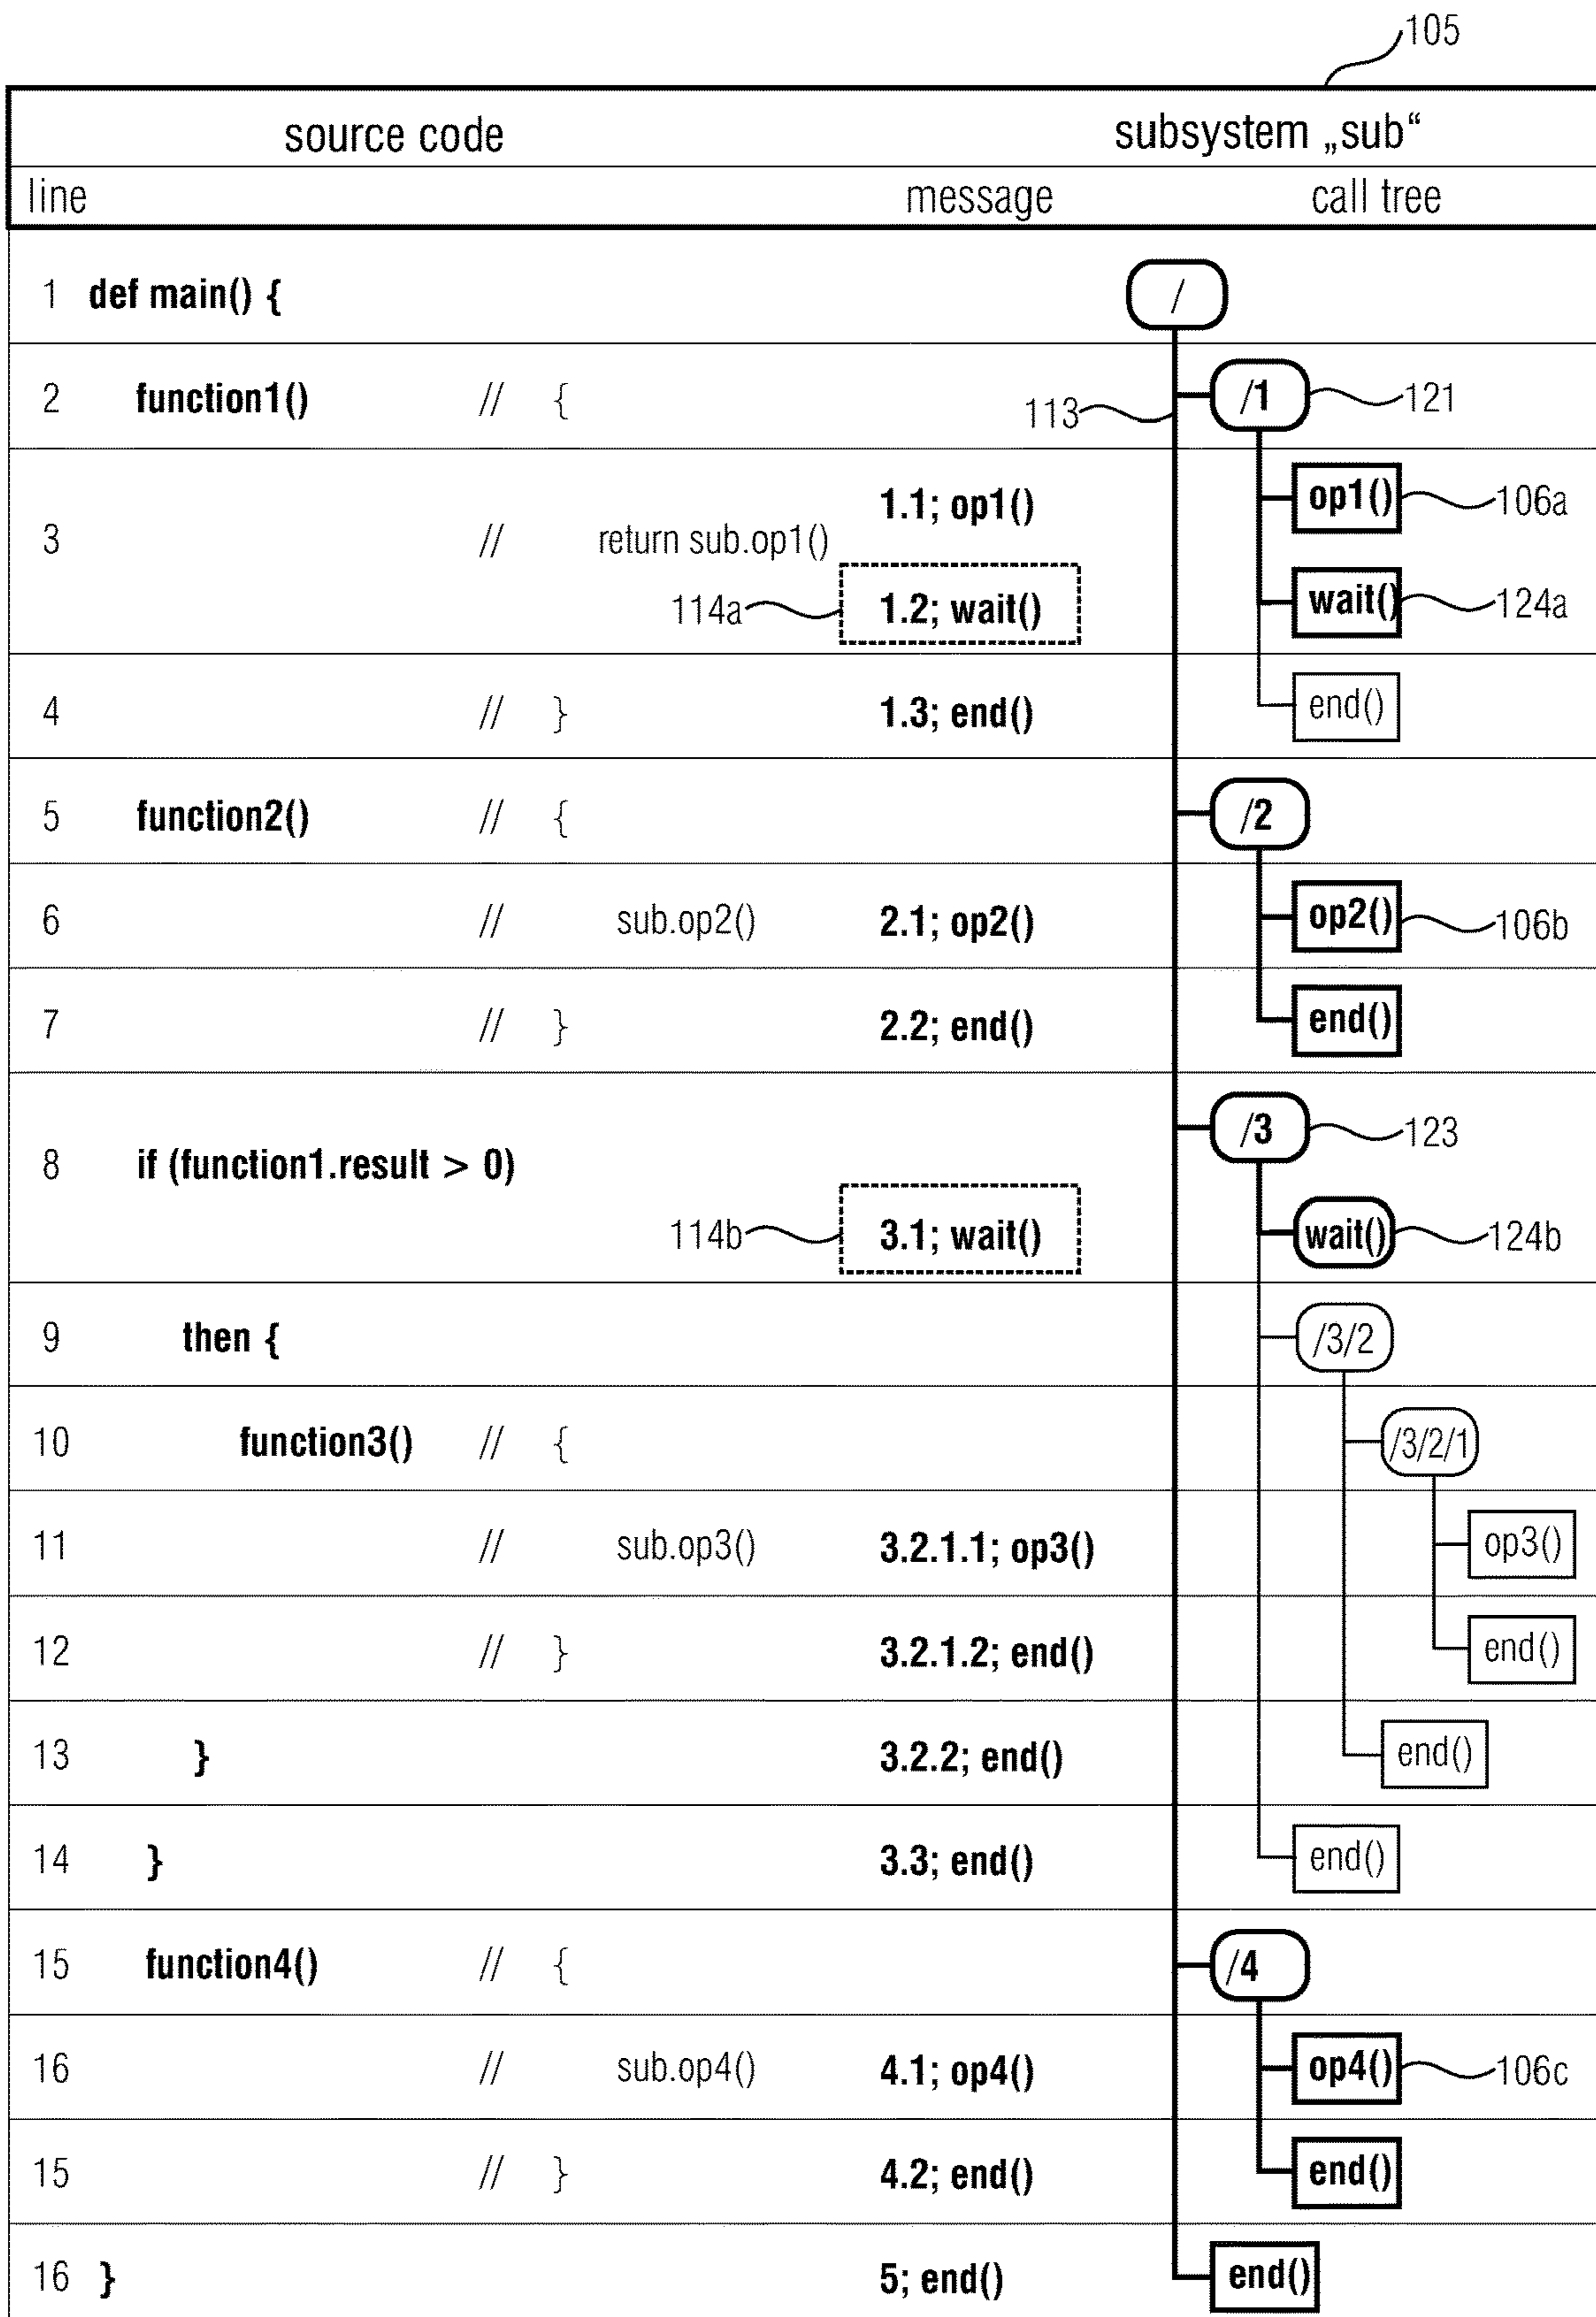 105
source code subsystem „sub“
line message call tree
1 def main() { /
2 function1() // { 113 /1 121
1.1; op1() op1() 106a
3 // return sub.op1()
114a 1.2; wait() wait() 124a
4 // } 1.3; end() end()
5 function2() // { /2
6 // sub.op2() 2.1; op2() op2() 106b
7 // } 2.2; end() end()
/3 123
8 if (function1.result > 0)
114b 3.1; wait() wait() 124b
9 then { /3/2
10 function3() // { /3/2/1
11 // sub.op3() 3.2.1.1; op3() op3()
12 // } 3.2.1.2; end() end()
13 } 3.2.2; end() end()
14 } 3.3; end() end()
15 function4() // { /4
16 // sub.op4() 4.1; op4() op4() 106c
15 // } 4.2; end() end()
16 } 5; end() end()